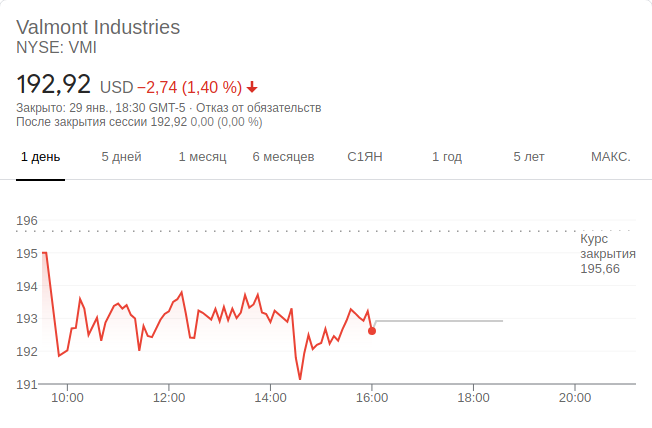 Valmont Industries
NYSE: VMI
192,92 USD −2,74 (1,40 %)
Закрыто: 29 янв., 18:30 GMT-5 · Отказ от обязательств
После закрытия сессии 192,92 0,00 (0,00 %)
1 день 5 дней 1 месяц 6 месяцев С1ЯН 1 год 5 лет МАКС.
196
Курс
закрытия
195,66
195
194
193
192
191
10:00 12:00 14:00 16:00 18:00 20:00